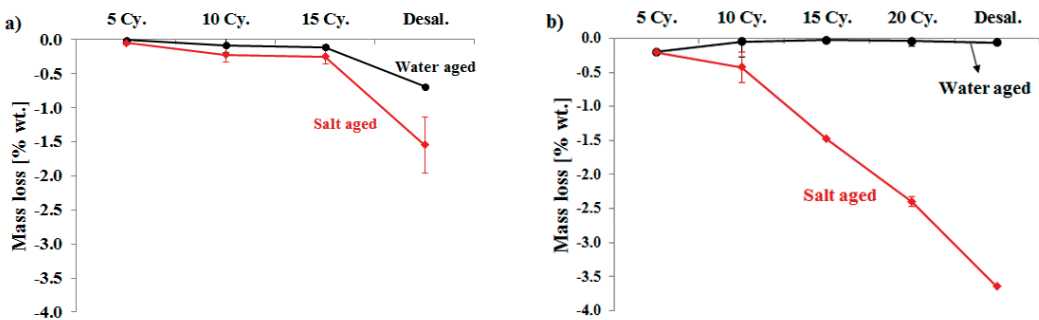 a)
5 Cy. 10 Cy. 15 Cy. Desal.
0.0
-0.5
-1.0
-1.5
-2.0
-2.5
-3.0
-3.5
-4.0
Mass loss [% wt.]
Water aged
Salt aged
b)
5 Cy. 10 Cy. 15 Cy. 20 Cy. Desal.
0.0
-0.5
-1.0
-1.5
-2.0
-2.5
-3.0
-3.5
-4.0
Mass loss [% wt.]
Water aged
Salt aged